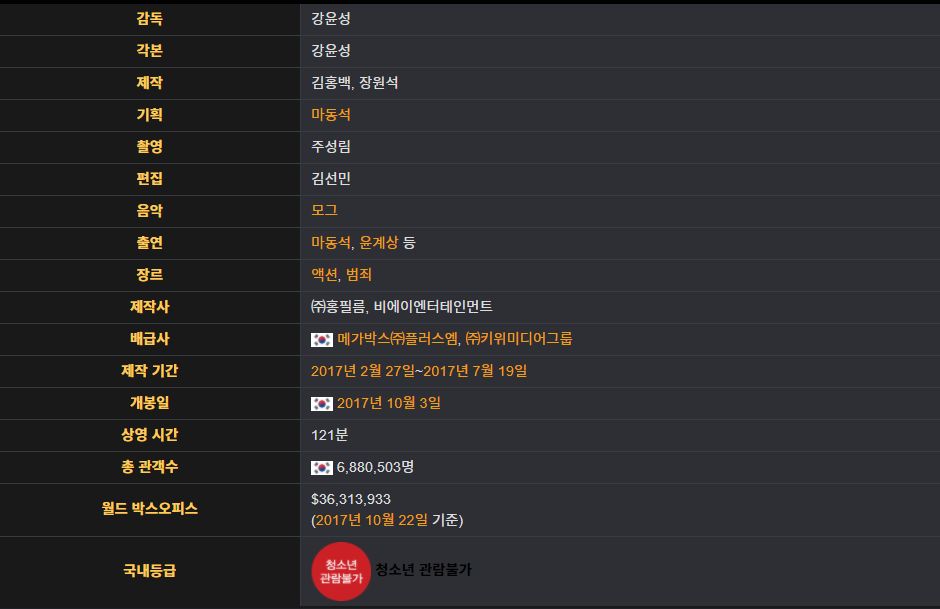 감독 강윤성
각본 강윤성
제작 김홍백, 장원석
기획 마동석
촬영 주성림
편집 김선민
음악 모그
출연 마동석, 윤계상 등
장르 액션, 범죄
제작사 ㈜홍필름, 비에이엔터테인먼트
배급사 메가박스㈜플러스엠, ㈜키위미디어그룹
제작 기간 2017년 2월 27일~2017년 7월 19일
개봉일 2017년 10월 3일
상영 시간 121분
총 관객수 6,880,503명
월드 박스오피스 $36,313,933
(2017년 10월 22일 기준)
국내등급 청소년 관람불가 청소년 관람불가